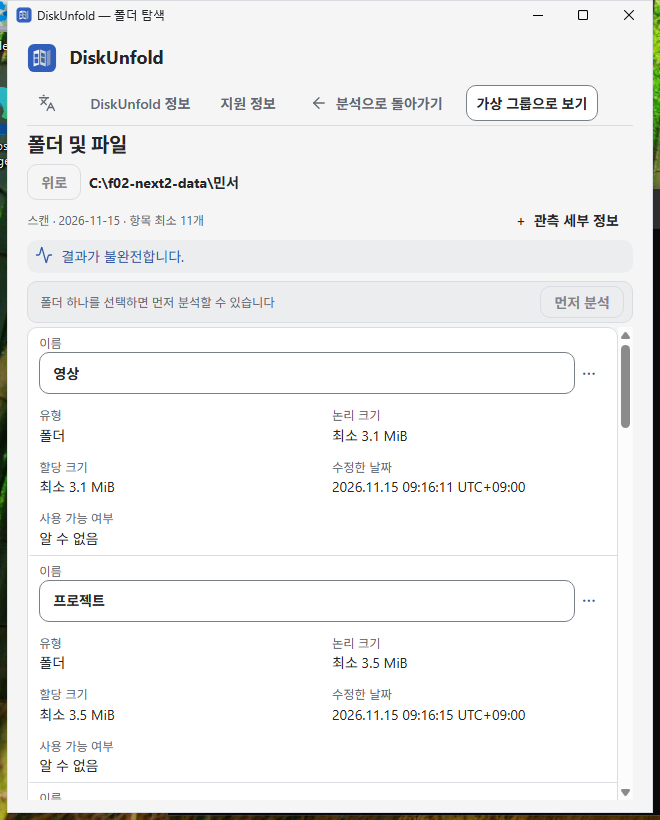 DiskUnfold — 폴더 탐색
DiskUnfold
DiskUnfold 정보 지원 정보 ← 분석으로 돌아가기 가상 그룹으로 보기
폴더 및 파일
위로 C:\f02-next2-data\민서
스캔 · 2026-11-15 · 항목 최소 11개 + 관측 세부 정보
결과가 불완전합니다.
폴더 하나를 선택하면 먼저 분석할 수 있습니다 먼저 분석
이름
영상 ...
유형 논리 크기
폴더 최소 3.1 MiB
할당 크기 수정한 날짜
최소 3.1 MiB 2026.11.15 09:16:11 UTC+09:00
사용 가능 여부
알 수 없음
이름
프로젝트 ...
유형 논리 크기
폴더 최소 3.5 MiB
할당 크기 수정한 날짜
최소 3.5 MiB 2026.11.15 09:16:15 UTC+09:00
사용 가능 여부
알 수 없음
이름